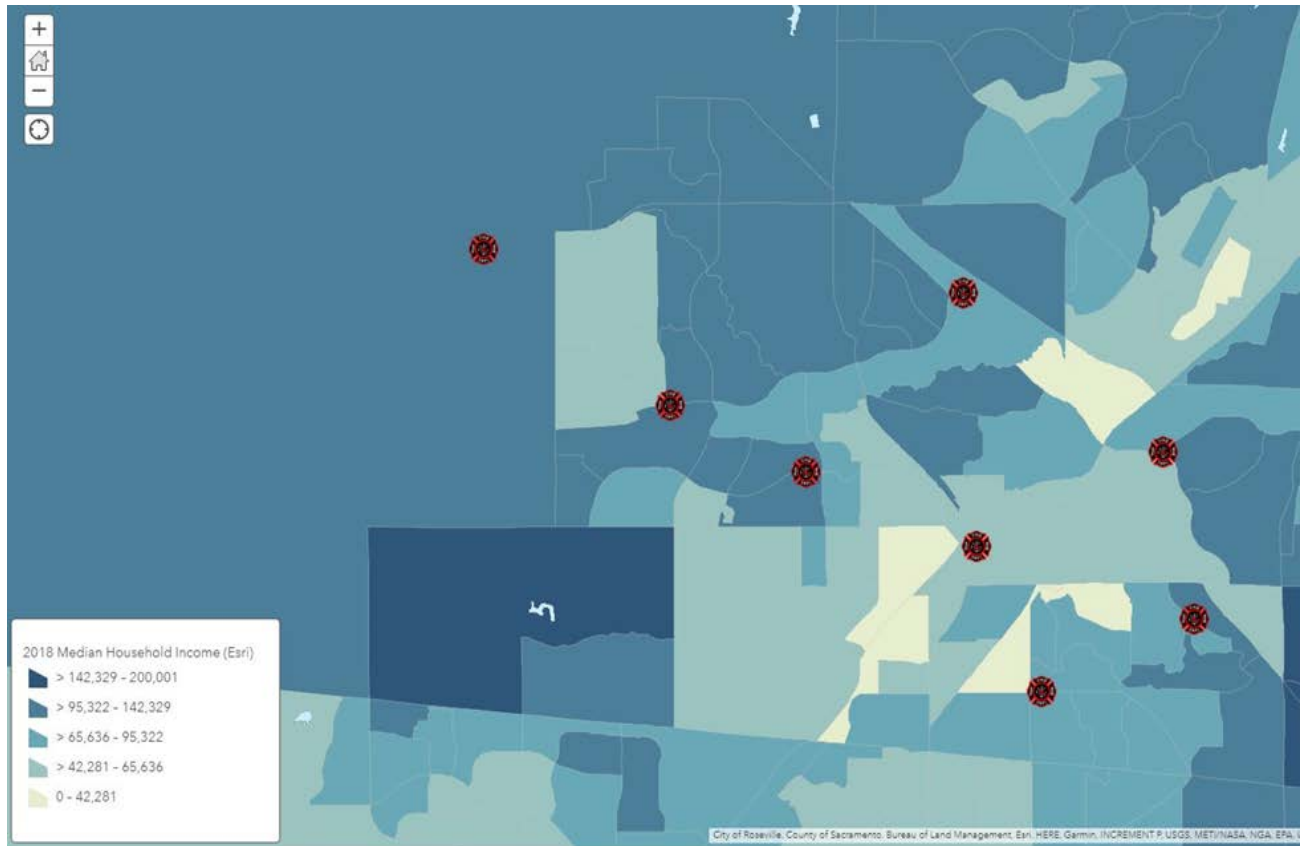 +
−
2018 Median Household Income (Esri)
> 142,329 - 200,001
> 95,322 - 142,329
> 65,636 - 95,322
> 42,281 - 65,636
0 - 42,281
City of Roseville, County of Sacramento, Bureau of Land Management, Esri, HERE, Garmin, INCREMENT P, USGS, METI/NASA, NGA, EPA,